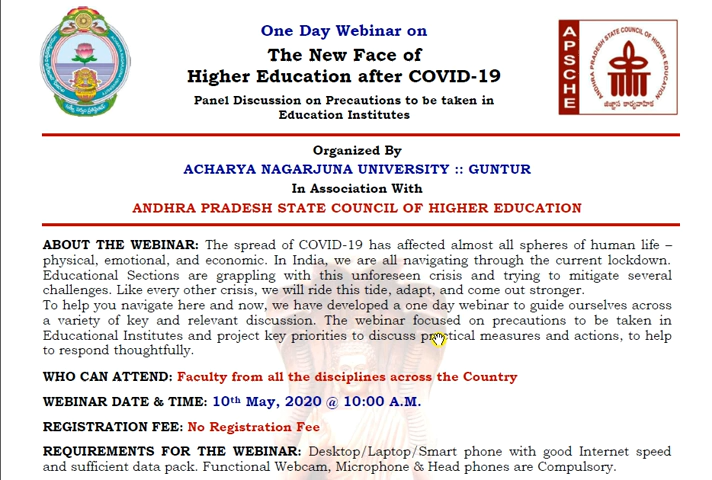 One Day Webinar on
The New Face of
Higher Education after COVID-19
Panel Discussion on Precautions to be taken in
Education Institutes
APSCHE
ANDHRA PRADESH STATE COUNCIL OF HIGHER EDUCATION
Organized By
ACHARYA NAGARJUNA UNIVERSITY :: GUNTUR
In Association With
ANDHRA PRADESH STATE COUNCIL OF HIGHER EDUCATION
ABOUT THE WEBINAR: The spread of COVID-19 has affected almost all spheres of human life –
physical, emotional, and economic. In India, we are all navigating through the current lockdown.
Educational Sections are grappling with this unforeseen crisis and trying to mitigate several
challenges. Like every other crisis, we will ride this tide, adapt, and come out stronger.
To help you navigate here and now, we have developed a one day webinar to guide ourselves across
a variety of key and relevant discussion. The webinar focused on precautions to be taken in
Educational Institutes and project key priorities to discuss practical measures and actions, to help
to respond thoughtfully.
WHO CAN ATTEND: Faculty from all the disciplines across the Country
WEBINAR DATE & TIME: 10th May, 2020 @ 10:00 A.M.
REGISTRATION FEE: No Registration Fee
REQUIREMENTS FOR THE WEBINAR: Desktop/Laptop/Smart phone with good Internet speed
and sufficient data pack. Functional Webcam, Microphone & Head phones are Compulsory.